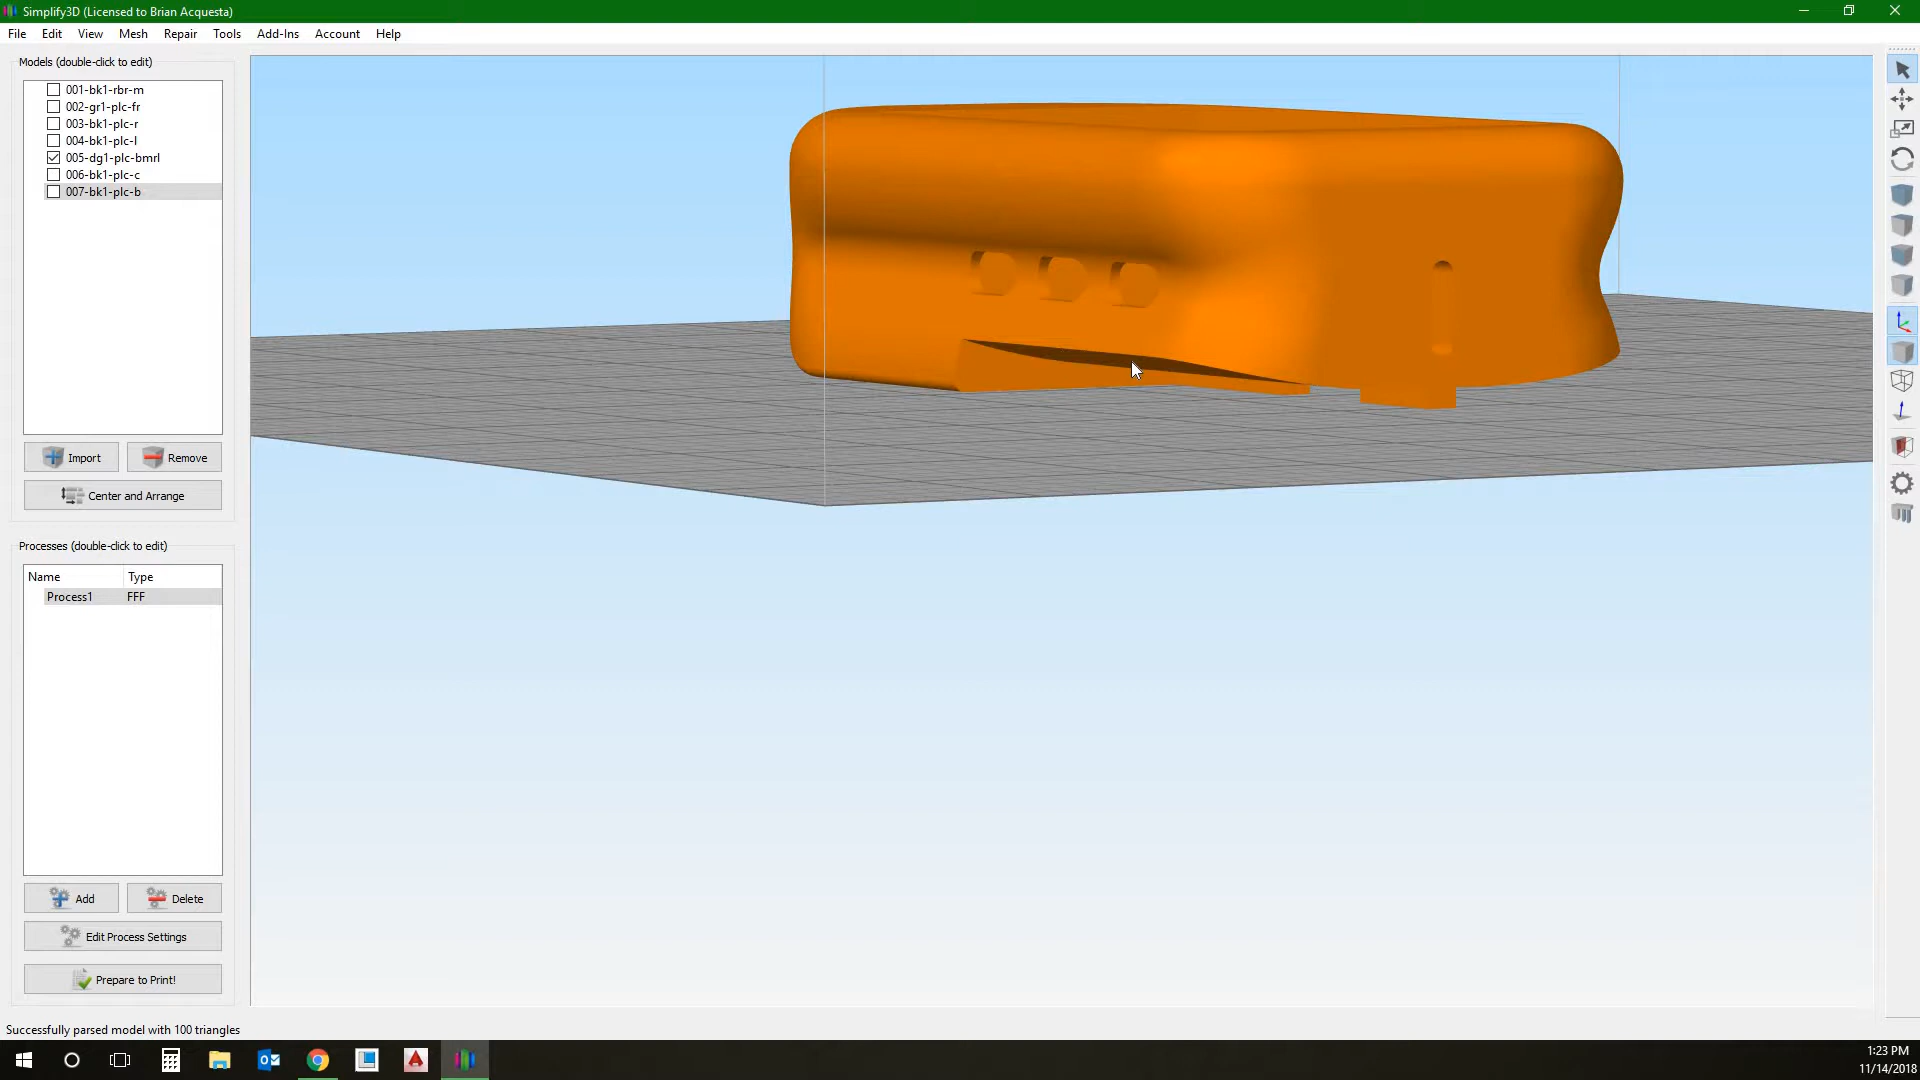 Simplify3D (Licensed to Brian Acquesta)
File Edit View Mesh Repair Tools Add-Ins Account Help
Models (double-click to edit)
001-bk1-rbr-m
002-gr1-plc-fr
003-bk1-plc-r
004-bk1-plc-l
005-dg1-plc-bmrl
006-bk1-plc-c
007-bk1-plc-b
Import Remove
Center and Arrange
Processes (double-click to edit)
Name Type
Process1 FFF
Add Delete
Edit Process Settings
Prepare to Print!
Successfully parsed model with 100 triangles
1:23 PM
11/14/2018